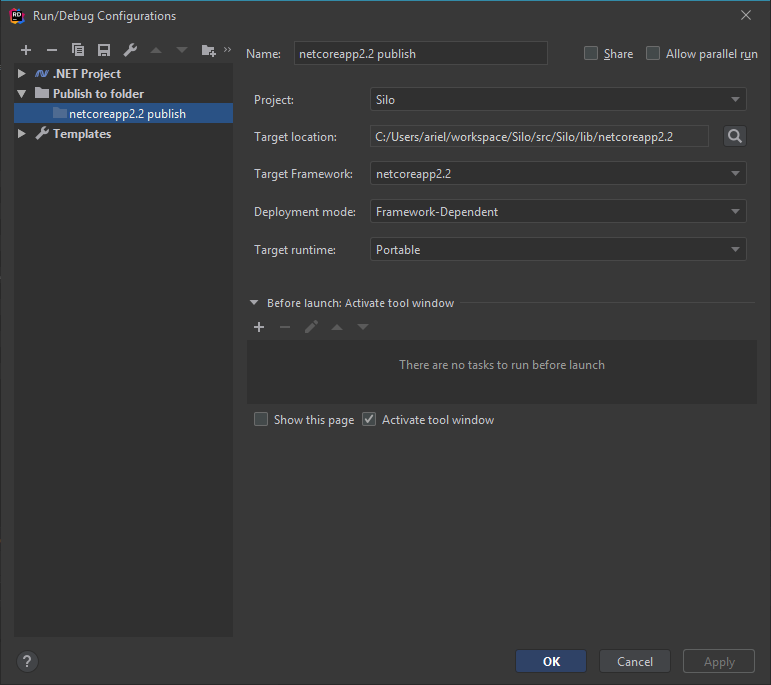 RD Run/Debug Configurations
Name: netcoreapp2.2 publish Share Allow parallel run
.NET Project
Publish to folder
netcoreapp2.2 publish
Templates
Project: Silo
Target location: C:/Users/ariel/workspace/Silo/src/Silo/lib/netcoreapp2.2
Target Framework: netcoreapp2.2
Deployment mode: Framework-Dependent
Target runtime: Portable
Before launch: Activate tool window
There are no tasks to run before launch
Show this page Activate tool window
? OK Cancel Apply